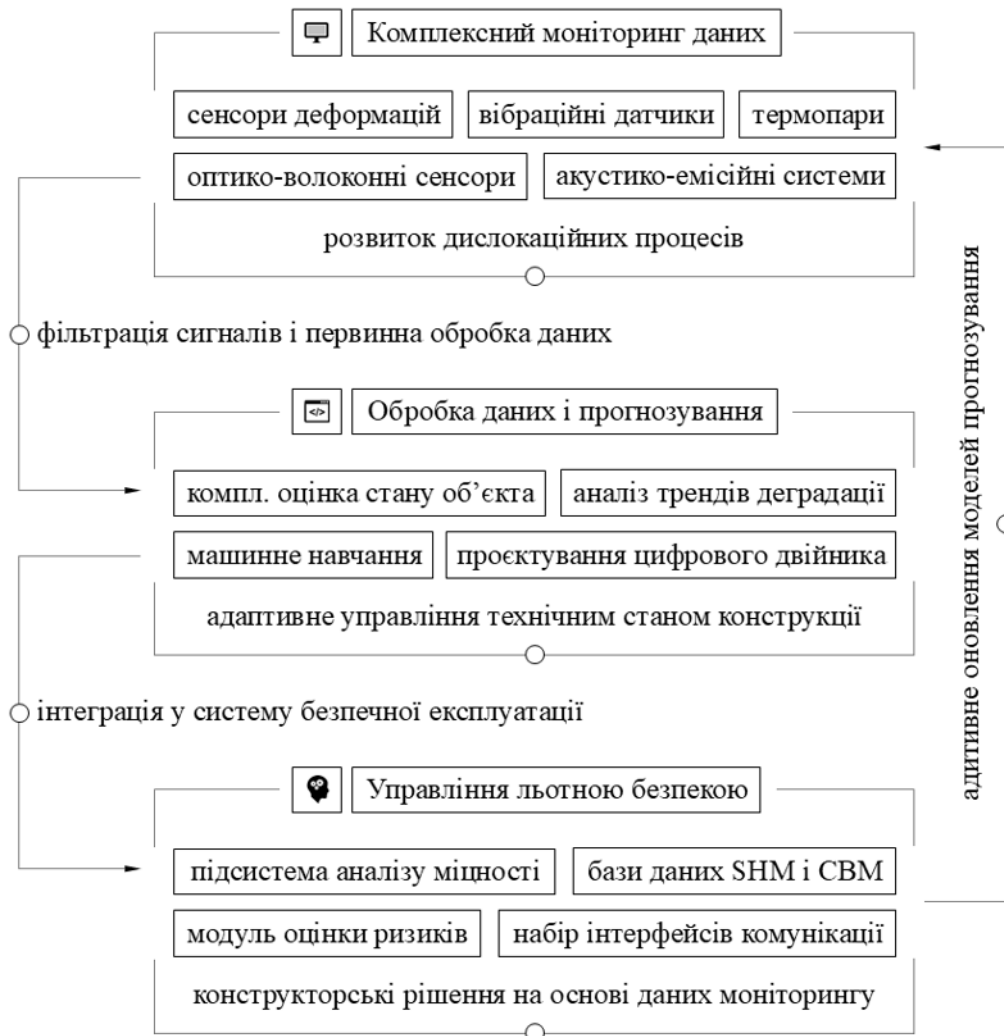 Комплексний моніторинг даних
сенсори деформацій
вібраційні датчики
термопари
оптико-волоконні сенсори
акустико-емісійні системи
розвиток дислокаційних процесів
фільтрація сигналів і первинна обробка даних
</>
Обробка даних і прогнозування
компл. оцінка стану об’єкта
аналіз трендів деградації
машинне навчання
проєктування цифрового двійника
адаптивне управління технічним станом конструкції
інтеграція у систему безпечної експлуатації
Управління льотною безпекою
підсистема аналізу міцності
бази даних SHM і CBM
модуль оцінки ризиків
набір інтерфейсів комунікації
конструкторські рішення на основі даних моніторингу
адитивне оновлення моделей прогнозування